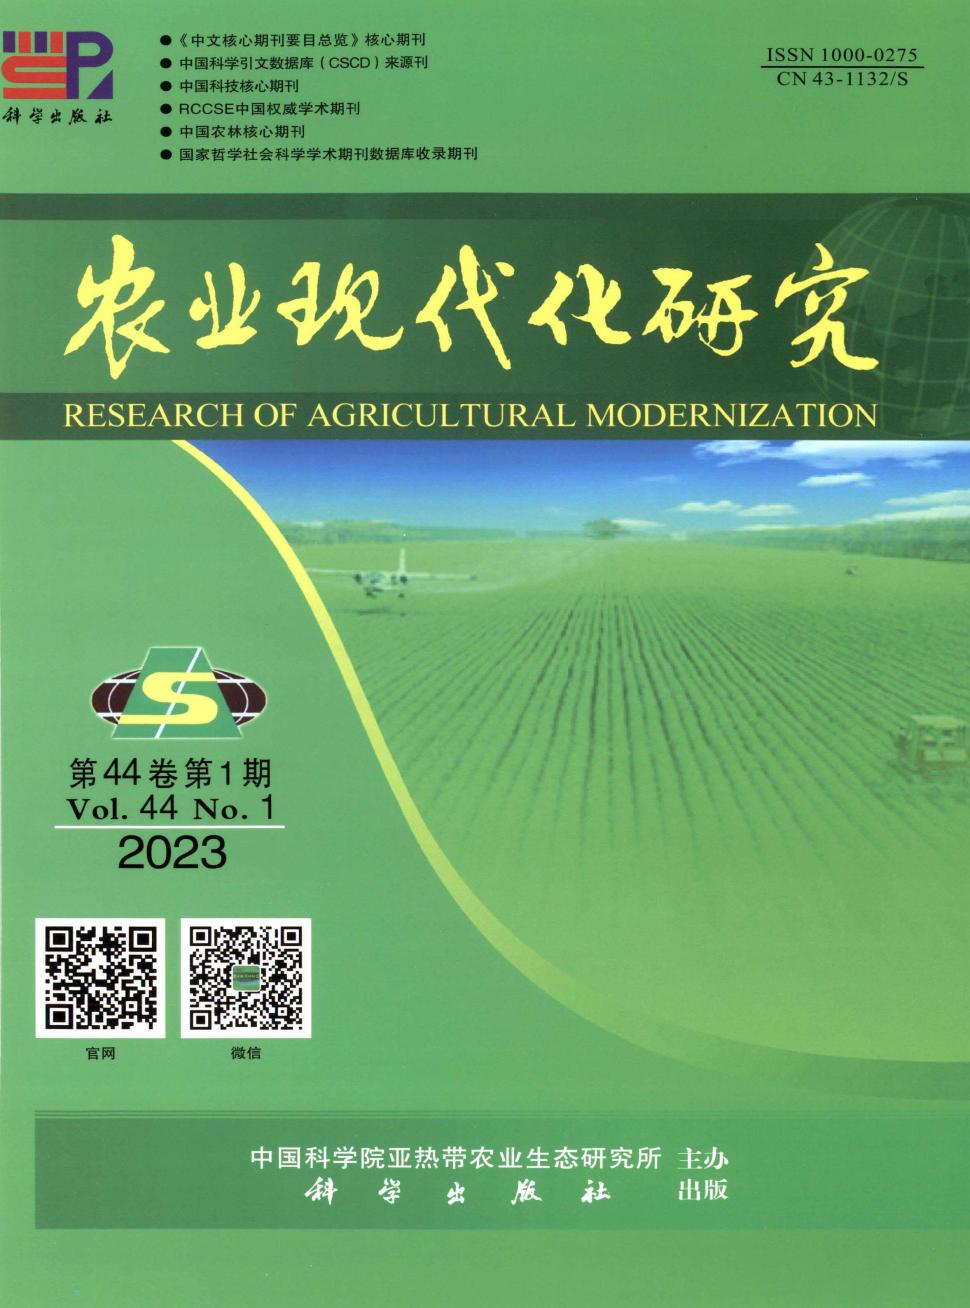 科学出版社
●《中文核心期刊要目总览》核心期刊
●中国科学引文数据库（CSCD）来源刊
●中国科技核心期刊
●RCCSE中国权威学术期刊
●中国农林核心期刊
●国家哲学社会科学学术期刊数据库收录期刊
ISSN 1000-0275
CN 43-1132/S
农业现代化研究
RESEARCH OF AGRICULTURAL MODERNIZATION
S
第44卷第1期
Vol. 44 No. 1
2023
官网
微信
中国科学院亚热带农业生态研究所 主办
科学出版社 出版